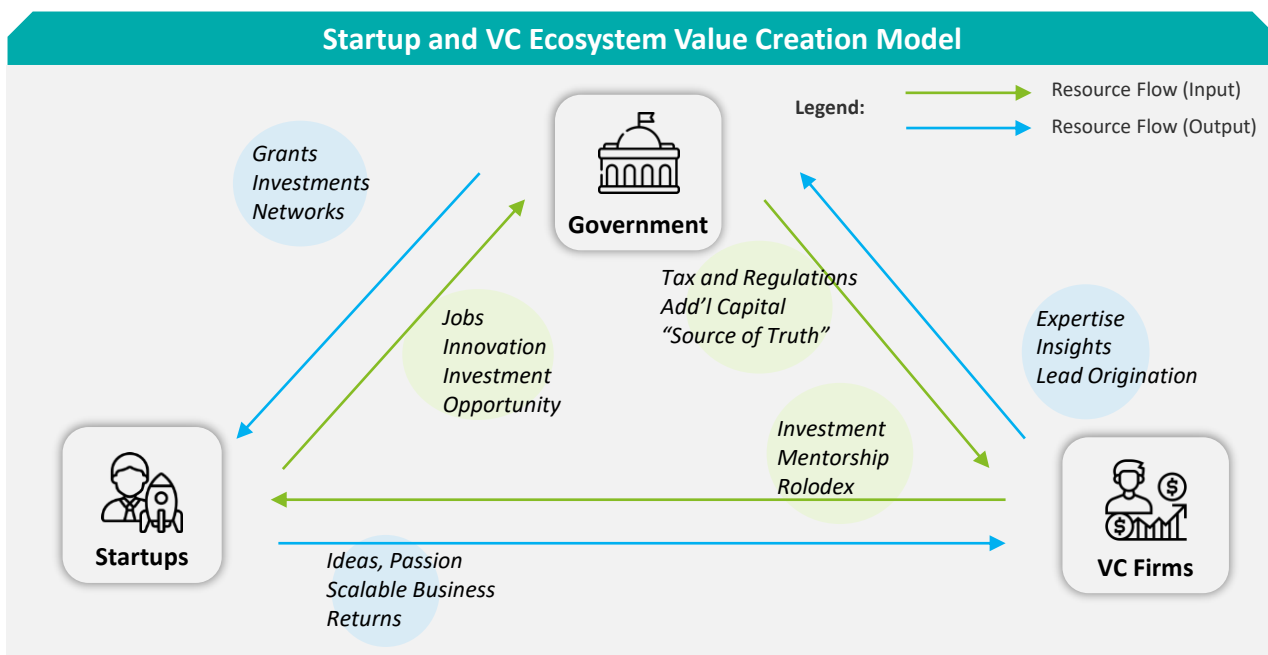 Startup and VC Ecosystem Value Creation Model
Legend:
Resource Flow (Input)
Resource Flow (Output)
Grants
Investments
Networks
Government
Tax and Regulations
Add’l Capital
“Source of Truth”
Jobs
Innovation
Investment
Opportunity
Expertise
Insights
Lead Origination
Investment
Mentorship
Rolodex
Startups
VC Firms
Ideas, Passion
Scalable Business
Returns